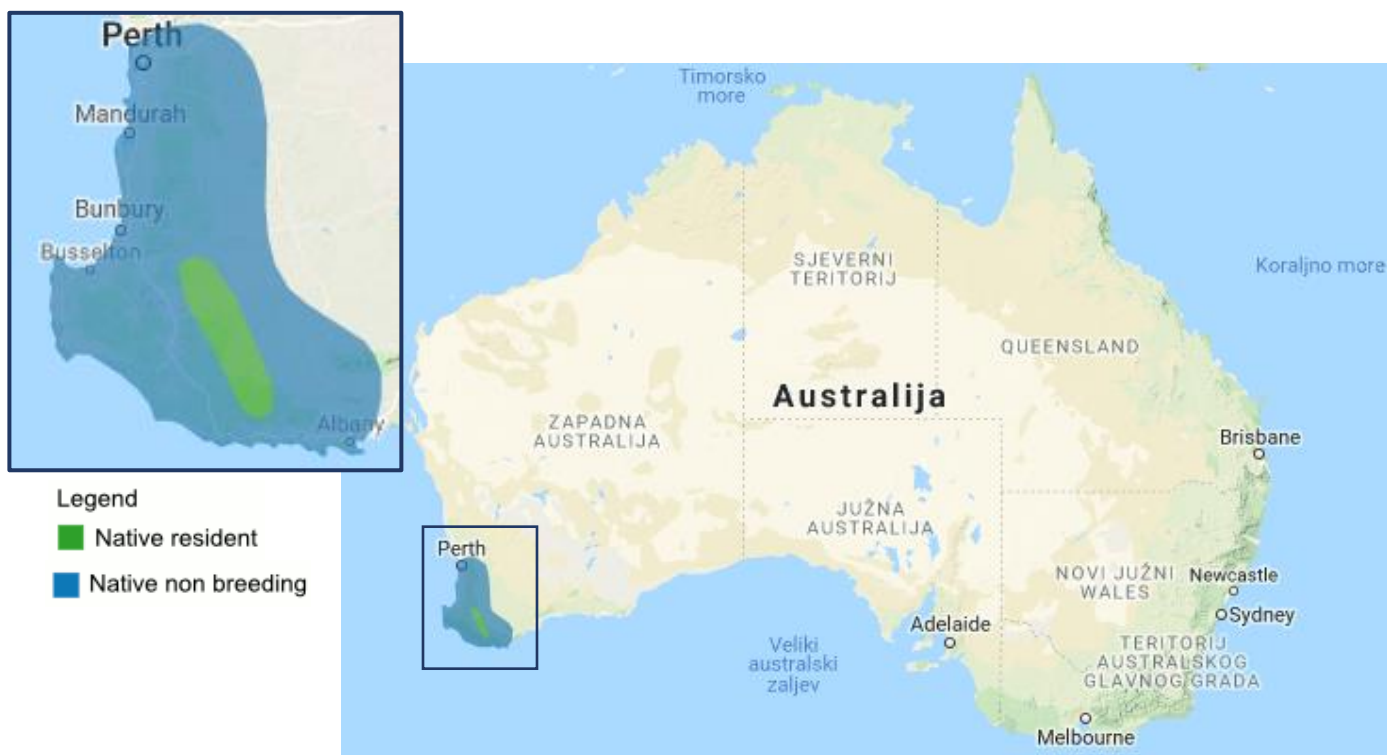 Perth
Mandurah
Bunbury
Busselton
Albany
Legend
Native resident
Native non breeding
Timorsko
more
Koraljno more
SJEVERNI
TERITORIJ
QUEENSLAND
Australija
ZAPADNA
AUSTRALIJA
Brisbane
JUŽNA
AUSTRALIJA
Perth
NOVI JUŽNI
WALES
Newcastle
Sydney
Adelaide
Veliki
australski
zaljev
TERITORIJ
AUSTRALSKOG
GLAVNOG GRADA
Melbourne